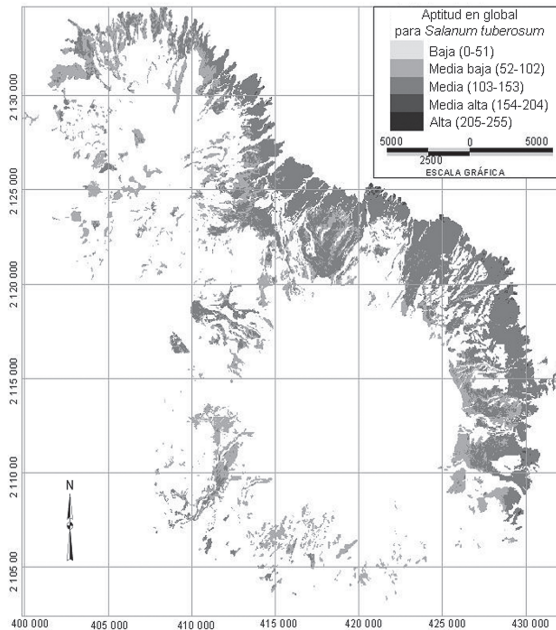 Aptitud en global
para Salanum tuberosum
Baja (0-51)
Media baja (52-102)
Media (103-153)
Media alta (154-204)
Alta (205-255)
5000 0 5000
2500
ESCALA GRÁFICA
2 130 000
2 125 000
2 120 000
2 115 000
2 110 00
2 105 00
N
400 000 405 000 410 000 415 000 420 000 425 000 430 000